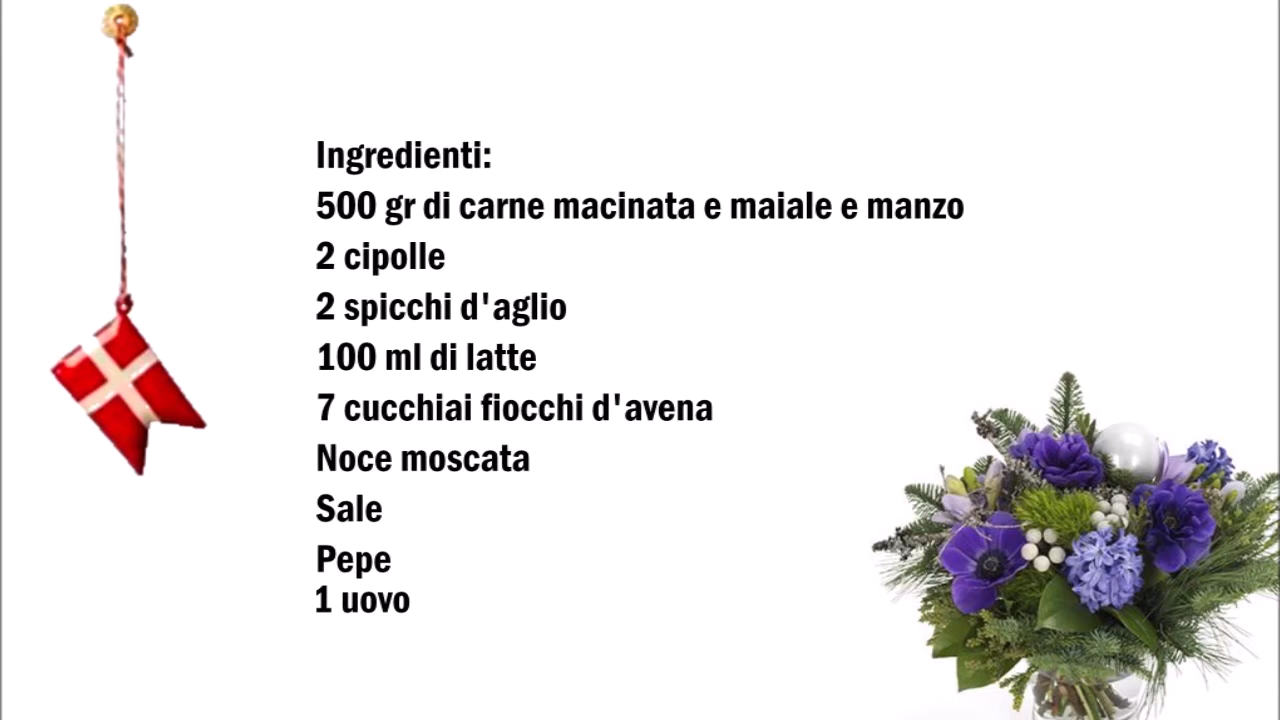 Ingredienti:
500 gr di carne macinata e maiale e manzo
2 cipolle
2 spicchi d'aglio
100 ml di latte
7 cucchiai fiocchi d'avena
Noce moscata
Sale
Pepe
1 uovo